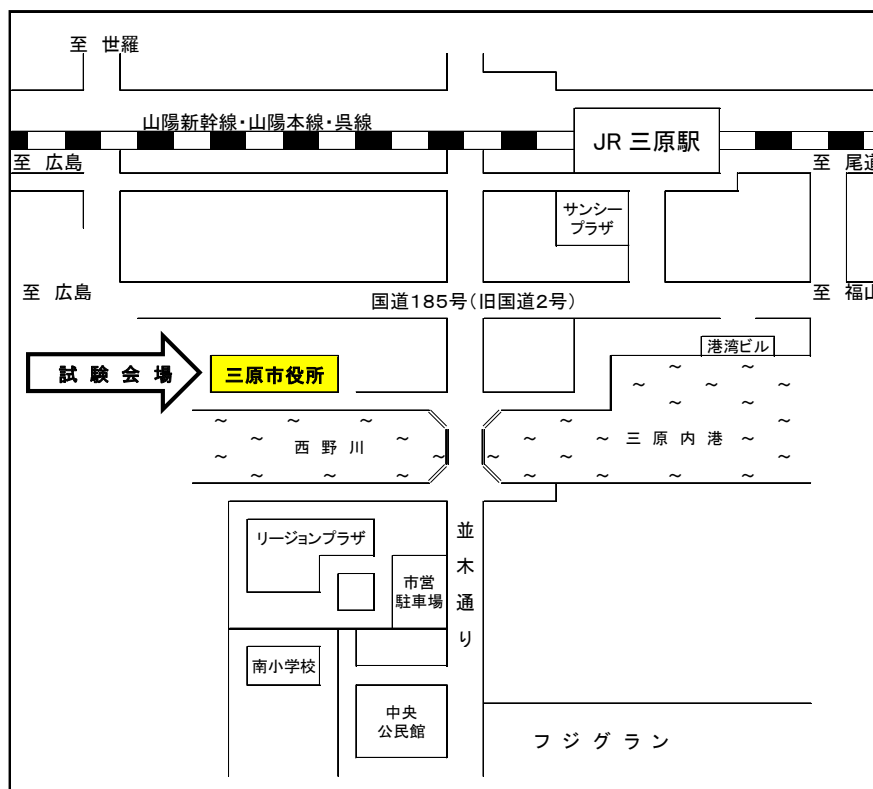 至 世羅
山陽新幹線・山陽本線・呉線
JR 三原駅
至 広島
至 尾道
サンシー
プラザ
至 広島
国道185号(旧国道2号)
至 福山
港湾ビル
試 験 会 場
三原市役所
西 野 川
三 原 内 港
並木通り
リージョンプラザ
市営
駐車場
南小学校
中央
公民館
フ ジ グ ラ ン